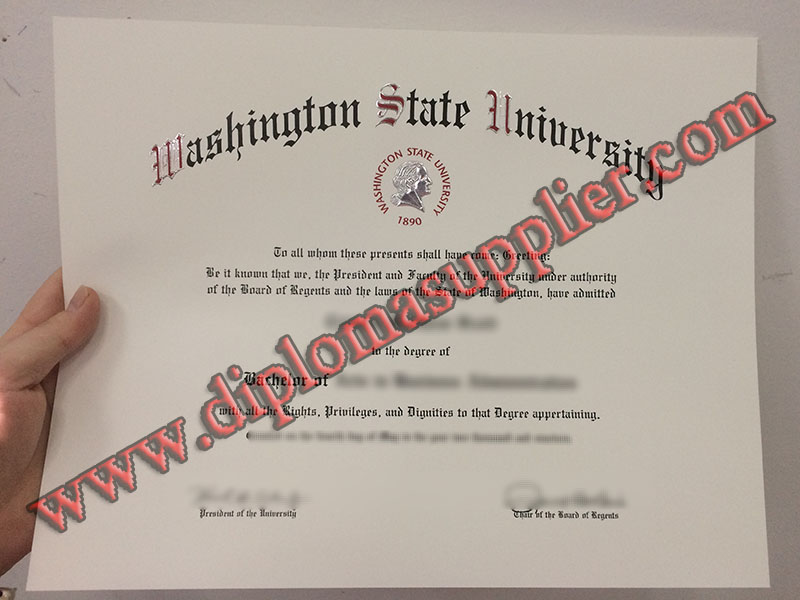 Washington State University
WASHINGTON STATE UNIVERSITY
1890
To all whom these presents shall have come; Greeting:
Be it known that we, the President and Faculty of the University under authority
of the Board of Regents and the laws of the State of Washington, have admitted
to the degree of
Bachelor of
with all the Rights, Privileges, and Dignities to that Degree appertaining.
President of the University
Chair of the Board of Regents
www.diplomasupplier.com